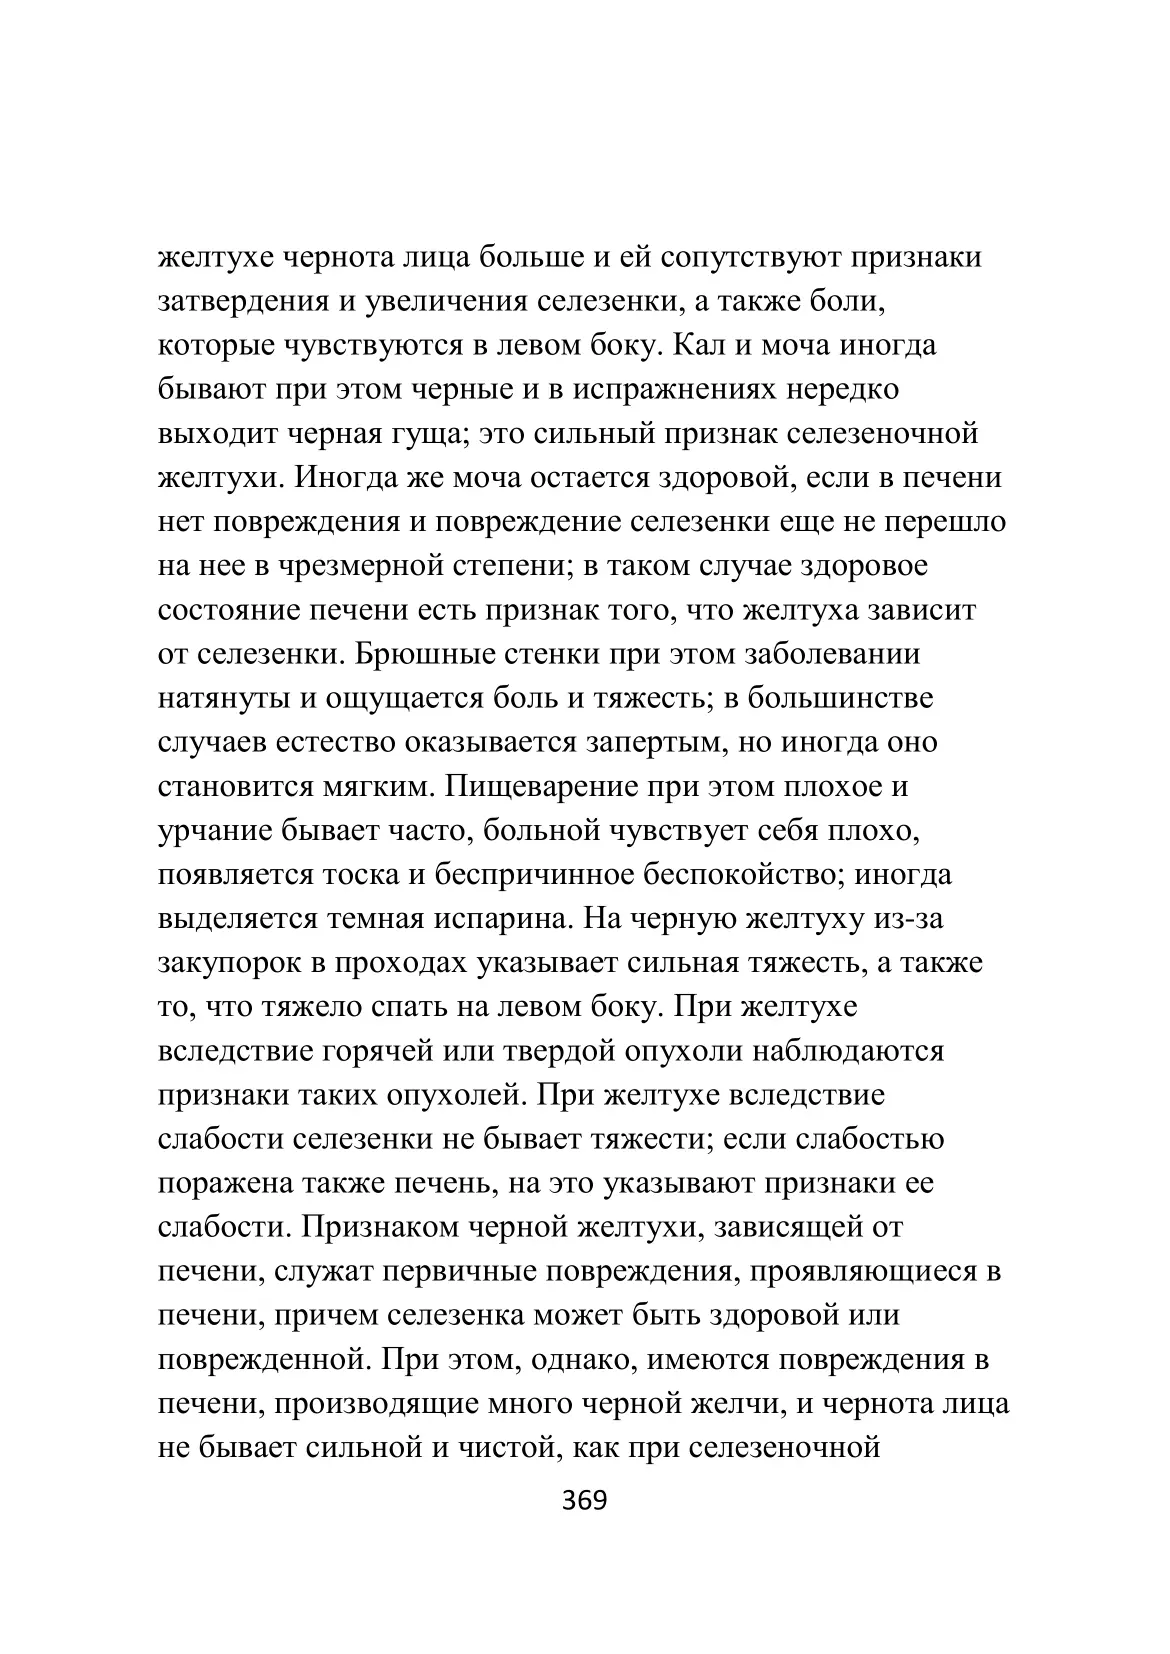 желтухе чернота лица больше и ей сопутствуют признаки
затвердения и увеличения селезенки, а также боли,
которые чувствуются в левом боку. Кал и моча иногда
бывают при этом черные и в испражнениях нередко
выходит черная гуща; это сильный признак селезеночной
желтухи. Иногда же моча остается здоровой, если в печени
нет повреждения и повреждение селезенки еще не перешло
на нее в чрезмерной степени; в таком случае здоровое
состояние печени есть признак того, что желтуха зависит
от селезенки. Брюшные стенки при этом заболевании
натянуты и ощущается боль и тяжесть; в большинстве
случаев естество оказывается запертым, но иногда оно
становится мягким. Пищеварение при этом плохое и
урчание бывает часто, больной чувствует себя плохо,
появляется тоска и беспричинное беспокойство; иногда
выделяется темная испарина. На черную желтуху из-за
закупорок в проходах указывает сильная тяжесть, а также
то, что тяжело спать на левом боку. При желтухе
вследствие горячей или твердой опухоли наблюдаются
признаки таких опухолей. При желтухе вследствие
слабости селезенки не бывает тяжести; если слабостью
поражена также печень, на это указывают признаки ее
слабости. Признаком черной желтухи, зависящей от
печени, служат первичные повреждения, проявляющиеся в
печени, причем селезенка может быть здоровой или
поврежденной. При этом, однако, имеются повреждения в
печени, производящие много черной желчи, и чернота лица
не бывает сильной и чистой, как при селезеночной
369